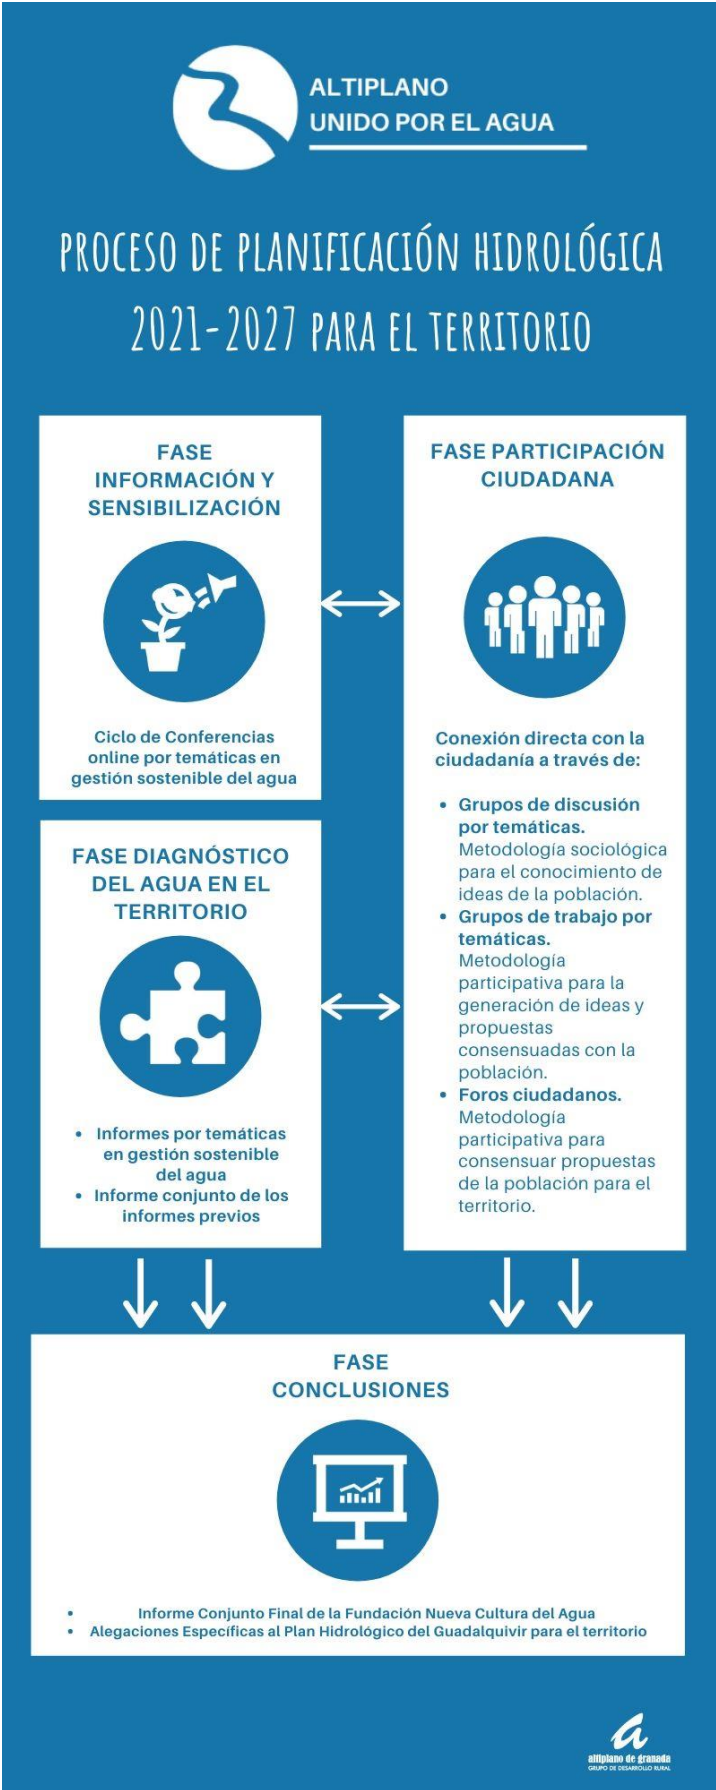 ALTIPLANO
UNIDO POR EL AGUA
PROCESO DE PLANIFICACIÓN HIDROLÓGICA
2021-2027 PARA EL TERRITORIO
FASE
INFORMACIÓN Y
SENSIBILIZACIÓN
Ciclo de Conferencias
online por temáticas en
gestión sostenible del agua
FASE DIAGNÓSTICO
DEL AGUA EN EL
TERRITORIO
• Informes por temáticas
en gestión sostenible
del agua
• Informe conjunto de los
informes previos
FASE PARTICIPACIÓN
CIUDADANA
Conexión directa con la
ciudadanía a través de:
• Grupos de discusión
por temáticas.
Metodología sociológica
para el conocimiento de
ideas de la población.
• Grupos de trabajo por
temáticas.
Metodología
participativa para la
generación de ideas y
propuestas
consensuadas con la
población.
• Foros ciudadanos.
Metodología
participativa para
consensuar propuestas
de la población para el
territorio.
FASE
CONCLUSIONES
• Informe Conjunto Final de la Fundación Nueva Cultura del Agua
• Alegaciones Específicas al Plan Hidrológico del Guadalquivir para el territorio
a
altiplano de granada
GRUPO DE DESARROLLO RURAL